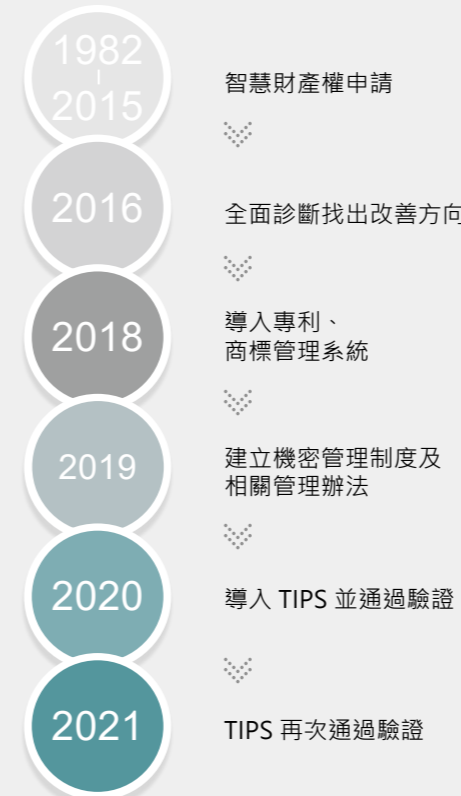 1982
|
2015
智慧財產權申請
2016
全面診斷找出改善方向
2018
導入專利、
商標管理系統
2019
建立機密管理制度及
相關管理辦法
2020
導入 TIPS 並通過驗證
2021
TIPS 再次通過驗證